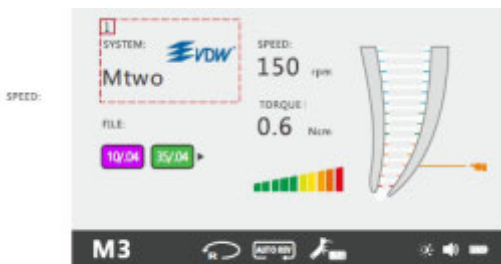 1
SYSTEM:
VDW
Mtwo
SPEED:
150 rpm
SPEED:
TORQUE:
0.6 Ncm
FILE:
10/.04 35/.04
M3
R
AUTO REV